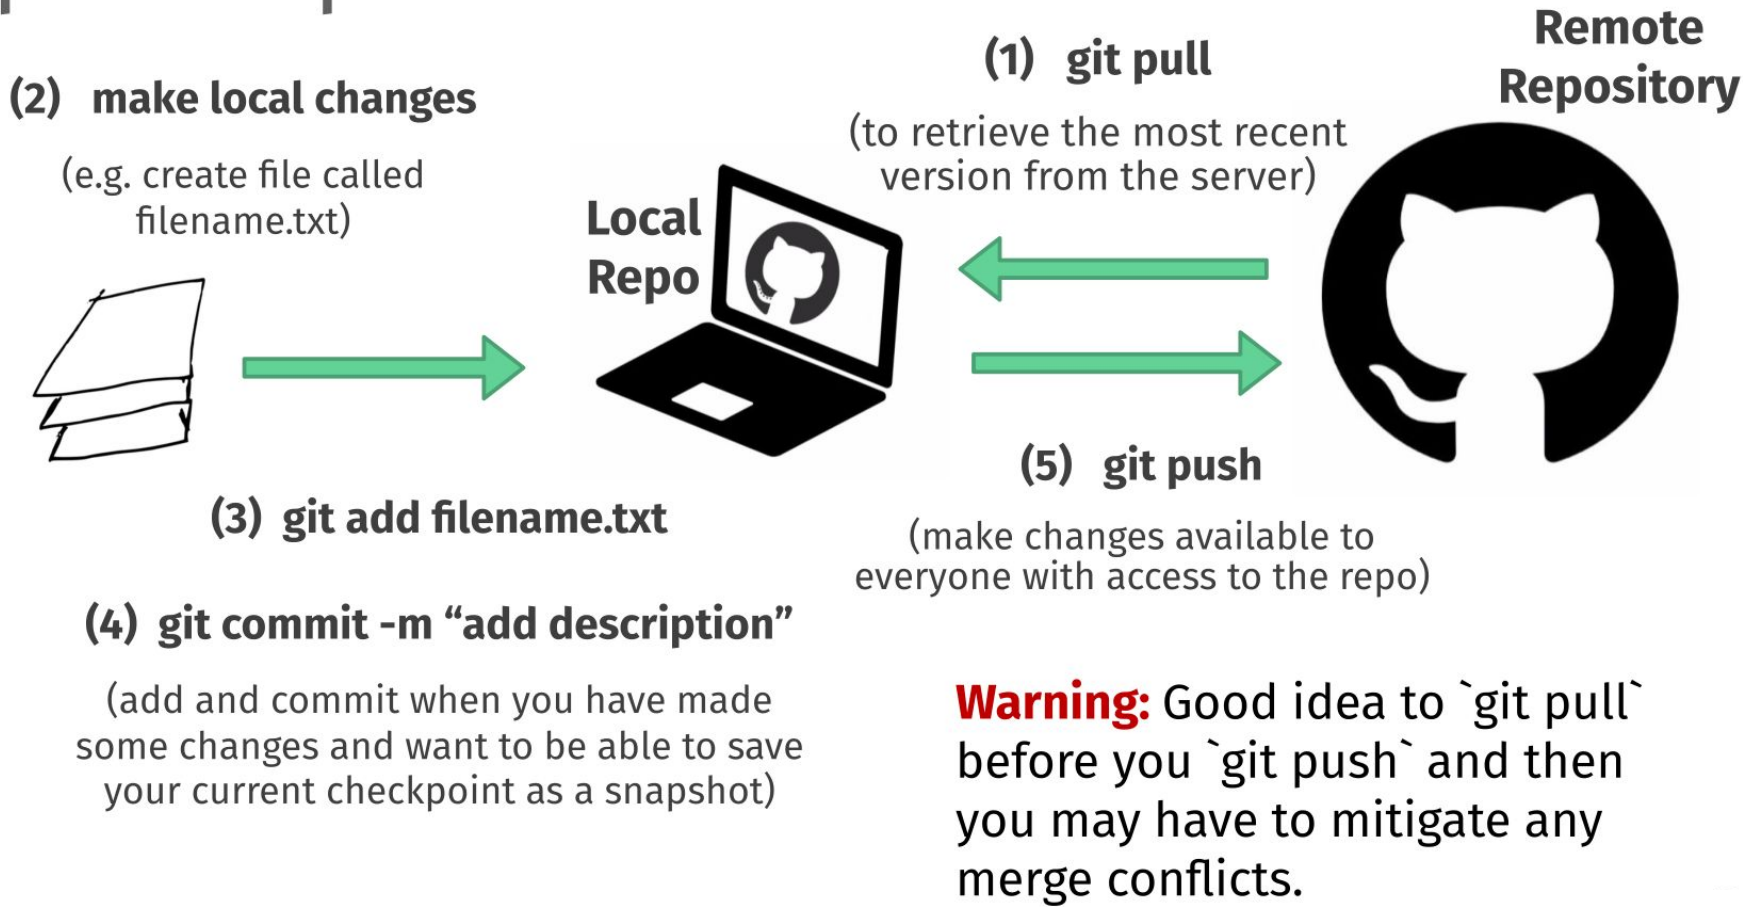 Remote
Repository
(1) git pull
(to retrieve the most recent
version from the server)
(2) make local changes
(e.g. create file called
filename.txt)
Local
Repo
(3) git add filename.txt
(4) git commit -m “add description”
(add and commit when you have made
some changes and want to be able to save
your current checkpoint as a snapshot)
(5) git push
(make changes available to
everyone with access to the repo)
Warning: Good idea to `git pull`
before you `git push` and then
you may have to mitigate any
merge conflicts.